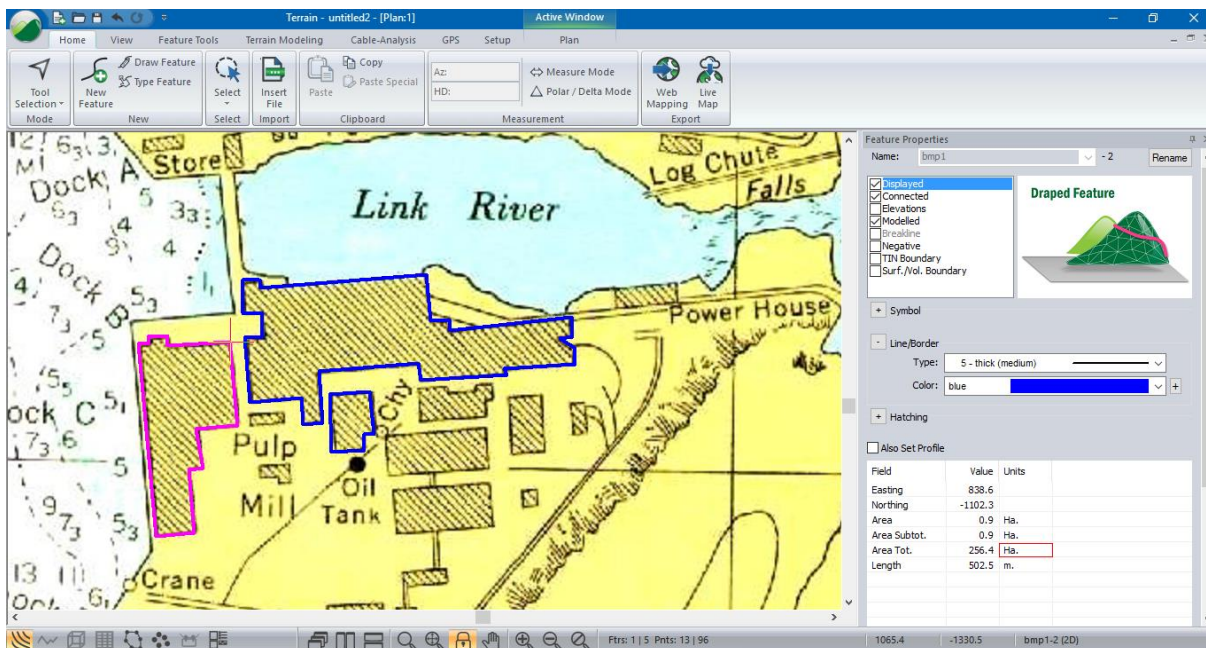 Terrain - untitled2 - [Plan:1]
Active Window
Home View Feature Tools Terrain Modeling Cable-Analysis GPS Setup Plan
Tool Selection
New Feature
Draw Feature
Type Feature
Select
Insert File
Paste
Copy
Paste Special
Az:
HD:
Measure Mode
Polar / Delta Mode
Web Mapping
Live Map
Mode New Select Import Clipboard Measurement Export
Store
Dock A
Link River
Log Chute
Falls
Dock B
Power House
Dock C
Chy
Pulp
Mill
Oil
Tank
Crane
Feature Properties
Name: bmp1 - 2 Rename
Displayed
Connected
Elevations
Modelled
Breakline
Negative
TIN Boundary
Surf./Vol. Boundary
Draped Feature
+ Symbol
- Line/Border
Type: 5 - thick (medium)
Color: blue +
+ Hatching
Also Set Profile
Field Value Units
Easting 838.6
Northing -1102.3
Area 0.9 Ha.
Area Subtot. 0.9 Ha.
Area Tot. 256.4 Ha.
Length 502.5 m.
Ftrs: 1 | 5 Pnts: 13 | 96
1065.4 -1330.5 bmp1-2 (2D)